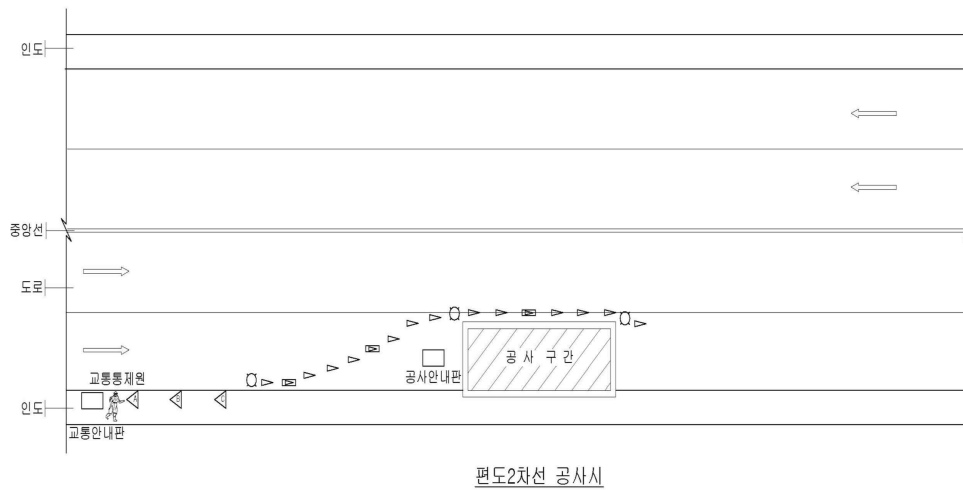 인도
중앙선
도로
교통통제원
공사안내판
공사 구간
A
B
C
인도
교통안내판
편도2차선 공사시